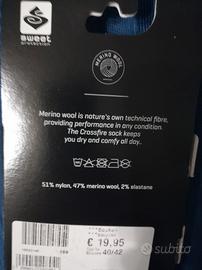 sweet
protection
MERINO WOOL
Merino wool is nature's own technical fibre,
providing performance in any condition.
The Crossfire sock keeps
you dry and comfy all day.
51% nylon, 47% merino wool, 2% elastane
€ 19,95
40/42
subito